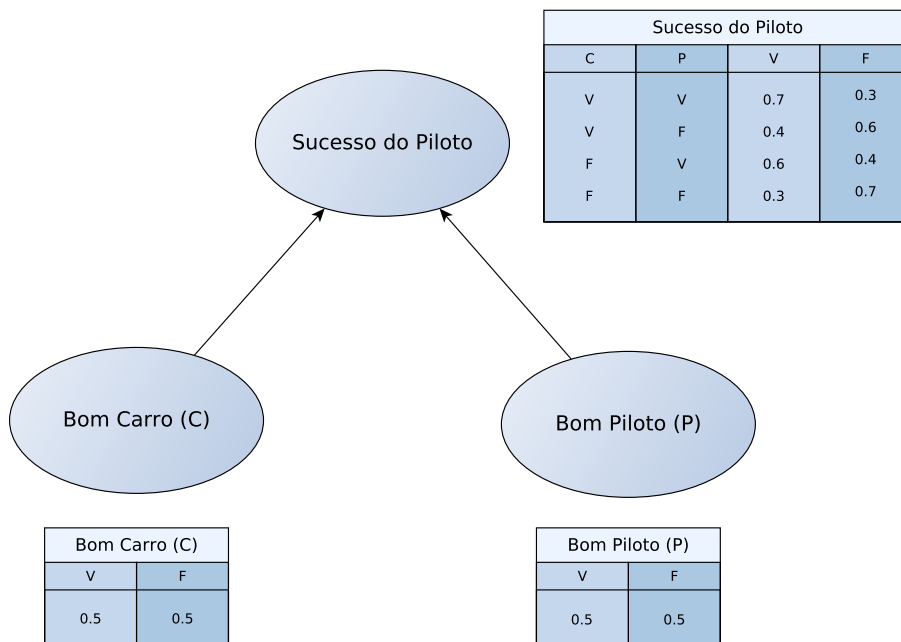 Sucesso do Piloto
C P V F
V V 0.7 0.3
V F 0.4 0.6
F V 0.6 0.4
F F 0.3 0.7
Sucesso do Piloto
Bom Carro (C)
Bom Piloto (P)
Bom Carro (C)
V F
0.5 0.5
Bom Piloto (P)
V F
0.5 0.5